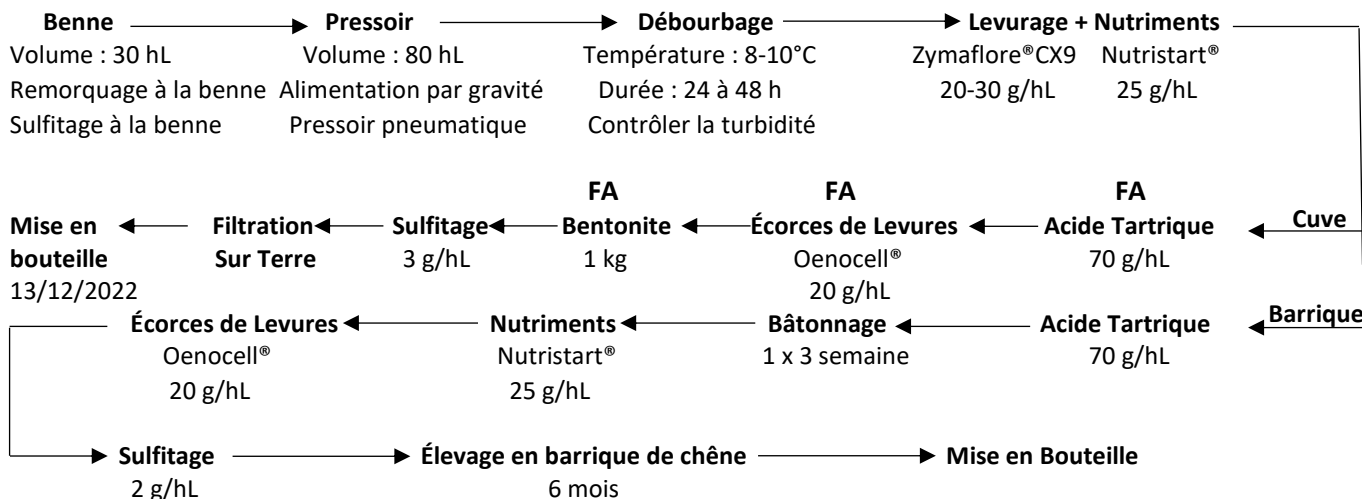 Benne Pressoir Débourbage Levurage + Nutriments
Volume : 30 hL Volume : 80 hL Température : 8-10°C Zymaflore®CX9 Nutristart®
Remorquage à la benne Alimentation par gravité Durée : 24 à 48 h 20-30 g/hL 25 g/hL
Sulfitage à la benne Pressoir pneumatique Contrôler la turbidité
FA FA FA
Mise en Filtration Sulfitage Bentonite Écorces de Levures Acide Tartrique Cuve
bouteille Sur Terre 3 g/hL 1 kg Oenocell® 70 g/hL
13/12/2022 20 g/hL
Écorces de Levures Nutriments Bâtonnage Acide Tartrique Barrique
Oenocell® Nutristart® 1 x 3 semaine 70 g/hL
20 g/hL 25 g/hL
Sulfitage Élevage en barrique de chêne Mise en Bouteille
2 g/hL 6 mois